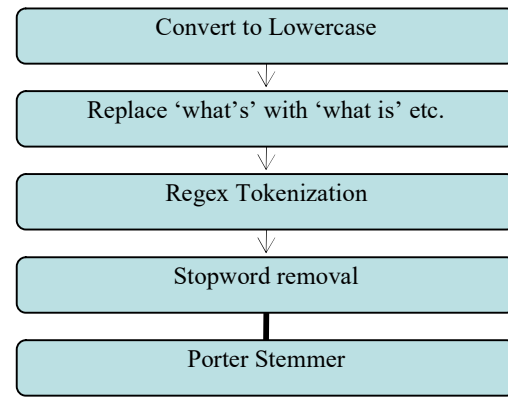 Convert to Lowercase
Replace ‘what’s’ with ‘what is’ etc.
Regex Tokenization
Stopword removal
Porter Stemmer